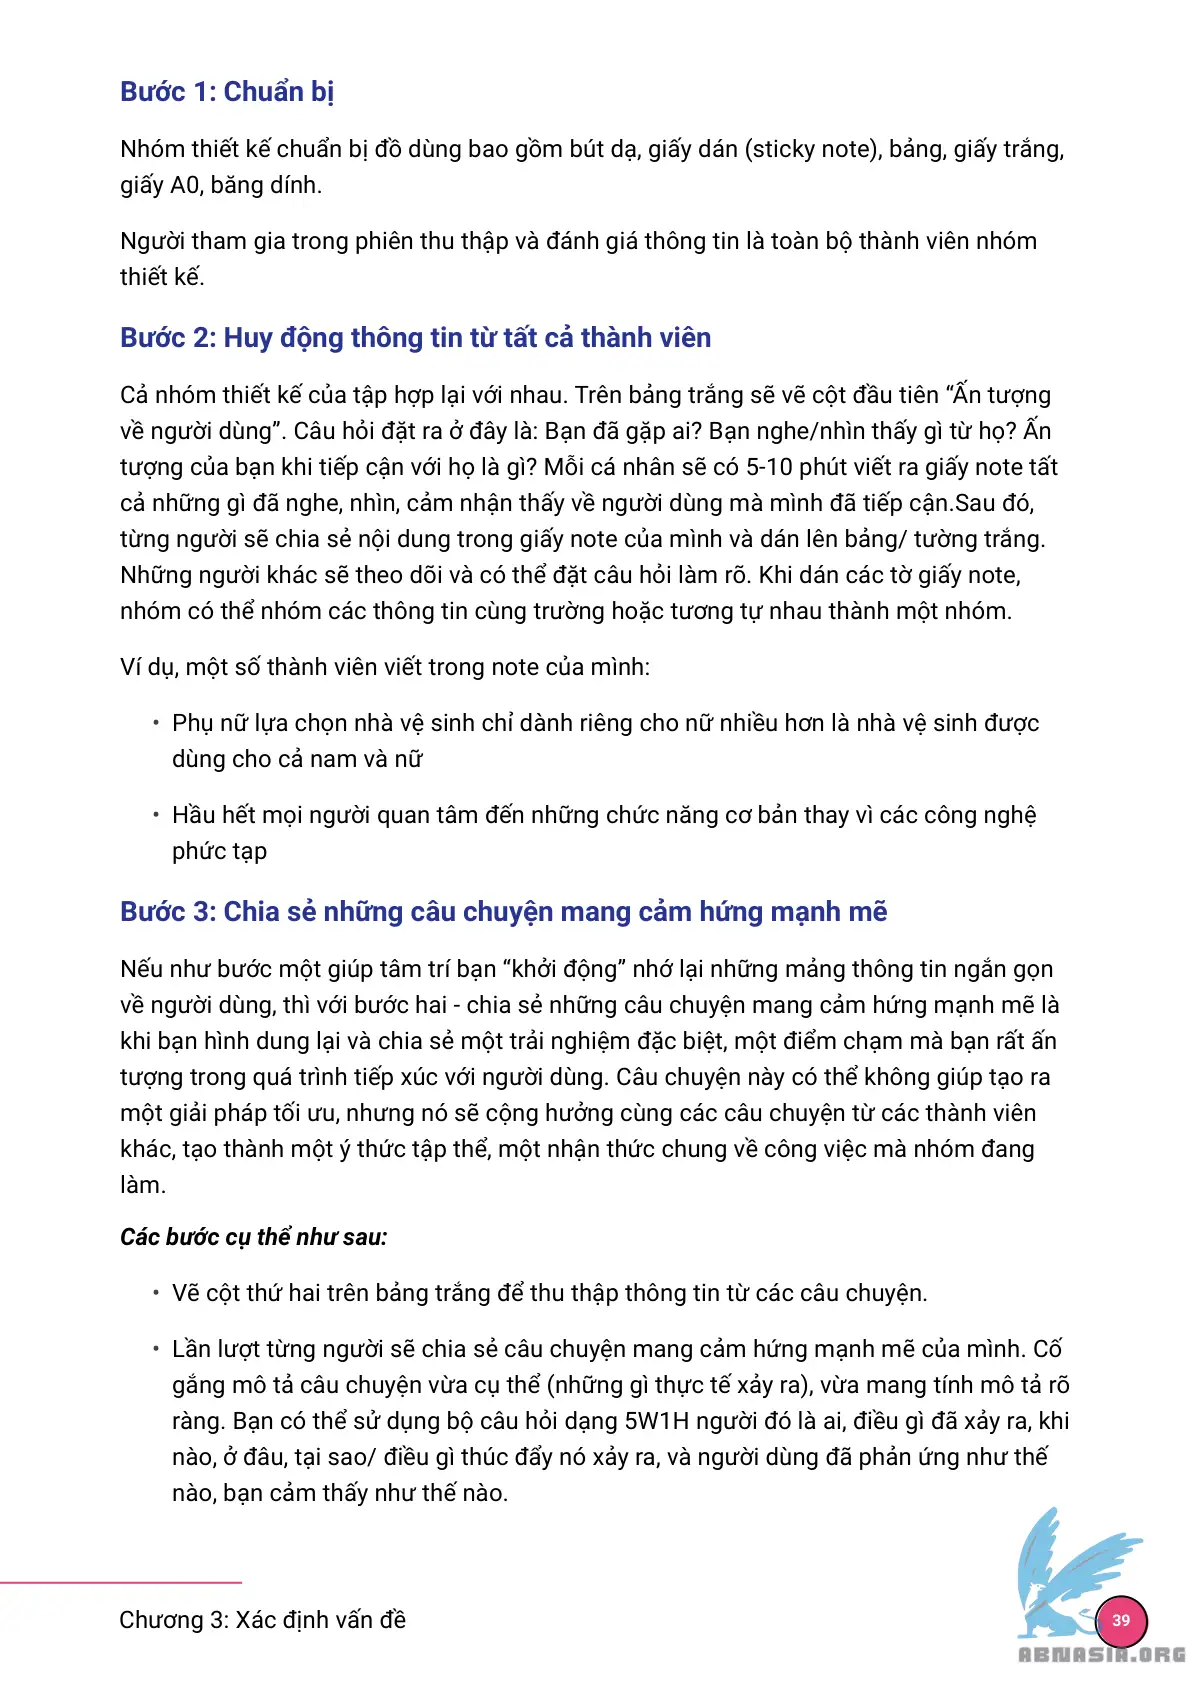 Bước 1: Chuẩn bị
Nhóm thiết kế chuẩn bị đồ dùng bao gồm bút dạ, giấy dán (sticky note), bảng, giấy trắng,
giấy A0, băng dính.
Người tham gia trong phiên thu thập và đánh giá thông tin là toàn bộ thành viên nhóm
thiết kế.
Bước 2: Huy động thông tin từ tất cả thành viên
Cả nhóm thiết kế của tập hợp lại với nhau. Trên bảng trắng sẽ vẽ cột đầu tiên “Ấn tượng
về người dùng”. Câu hỏi đặt ra ở đây là: Bạn đã gặp ai? Bạn nghe/nhìn thấy gì từ họ? Ấn
tượng của bạn khi tiếp cận với họ là gì? Mỗi cá nhân sẽ có 5-10 phút viết ra giấy note tất
cả những gì đã nghe, nhìn, cảm nhận thấy về người dùng mà mình đã tiếp cận.Sau đó,
từng người sẽ chia sẻ nội dung trong giấy note của mình và dán lên bảng/ tường trắng.
Những người khác sẽ theo dõi và có thể đặt câu hỏi làm rõ. Khi dán các tờ giấy note,
nhóm có thể nhóm các thông tin cùng trường hoặc tương tự nhau thành một nhóm.
Ví dụ, một số thành viên viết trong note của mình:
• Phụ nữ lựa chọn nhà vệ sinh chỉ dành riêng cho nữ nhiều hơn là nhà vệ sinh được
dùng cho cả nam và nữ
• Hầu hết mọi người quan tâm đến những chức năng cơ bản thay vì các công nghệ
phức tạp
Bước 3: Chia sẻ những câu chuyện mang cảm hứng mạnh mẽ
Nếu như bước một giúp tâm trí bạn “khởi động” nhớ lại những mảng thông tin ngắn gọn
về người dùng, thì với bước hai - chia sẻ những câu chuyện mang cảm hứng mạnh mẽ là
khi bạn hình dung lại và chia sẻ một trải nghiệm đặc biệt, một điểm chạm mà bạn rất ấn
tượng trong quá trình tiếp xúc với người dùng. Câu chuyện này có thể không giúp tạo ra
một giải pháp tối ưu, nhưng nó sẽ cộng hưởng cùng các câu chuyện từ các thành viên
khác, tạo thành một ý thức tập thể, một nhận thức chung về công việc mà nhóm đang
làm.
Các bước cụ thể như sau:
• Vẽ cột thứ hai trên bảng trắng để thu thập thông tin từ các câu chuyện.
• Lần lượt từng người sẽ chia sẻ câu chuyện mang cảm hứng mạnh mẽ của mình. Cố
gắng mô tả câu chuyện vừa cụ thể (những gì thực tế xảy ra), vừa mang tính mô tả rõ
ràng. Bạn có thể sử dụng bộ câu hỏi dạng 5W1H người đó là ai, điều gì đã xảy ra, khi
nào, ở đâu, tại sao/ điều gì thúc đẩy nó xảy ra, và người dùng đã phản ứng như thế
nào, bạn cảm thấy như thế nào.
Chương 3: Xác định vấn đề
39
ABNASIA.ORG